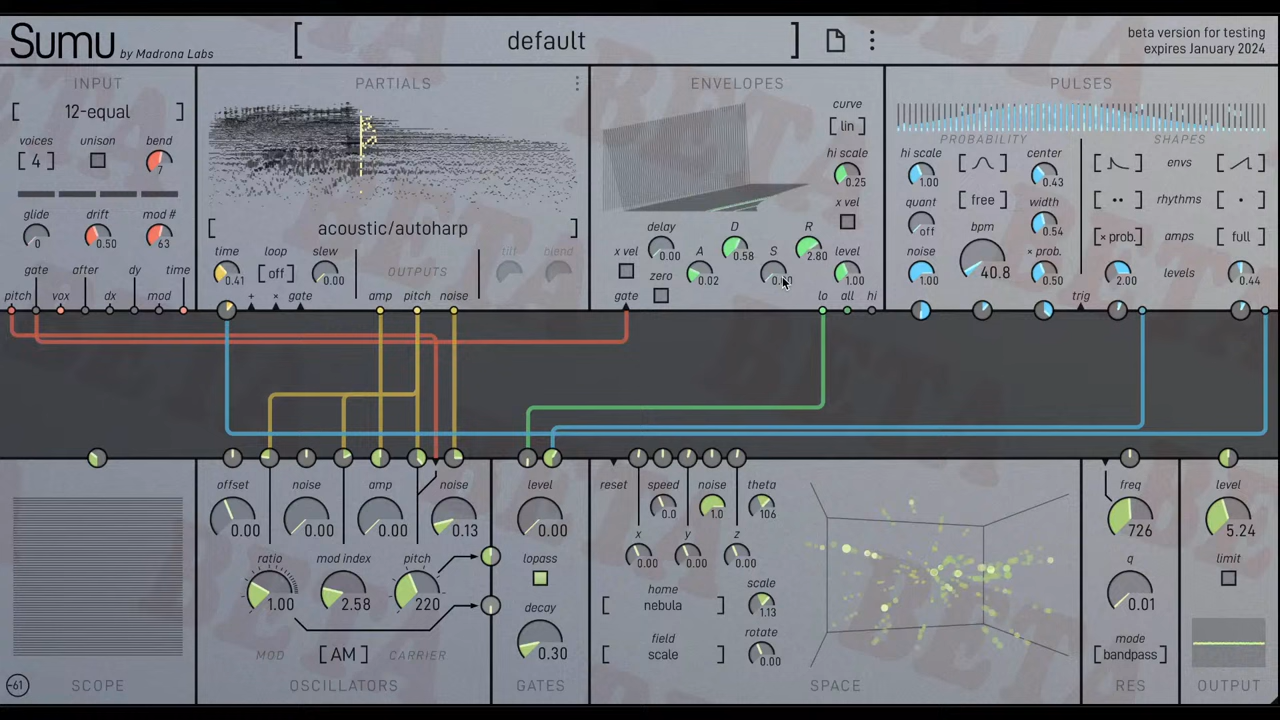 Sumu by Madrona Labs
[ default ]
beta version for testing
expires January 2024
INPUT
[ 12-equal ]
voices unison bend
[ 4 ] 7
glide drift mod #
0 0.50 63
gate after dy time
pitch vox dx mod
PARTIALS
[ acoustic/autoharp ]
time loop slew OUTPUTS tilt blend
0.41 [ off ] 0.00
+ × gate amp pitch noise
ENVELOPES
curve
[ lin ]
hi scale
0.25
x vel
delay D R
0.00 0.58 2.80
x vel A S level
zero 0.02 1.00
gate lo all hi
PULSES
PROBABILITY SHAPES
hi scale center envs
1.00 0.43
quant [ free ] width rhythms
off 0.54
bpm [ × prob. ] amps [ full ]
noise 40.8 × prob. levels
1.00 0.50 2.00 0.44
trig
SCOPE
-61
offset noise amp noise
0.00 0.00 0.00 0.13
ratio mod index pitch
1.00 2.58 220
MOD [ AM ] CARRIER
OSCILLATORS
level
0.00
lopass
decay
0.30
GATES
reset speed noise theta
0.0 1.0 106
x y z
0.00 0.00 0.00
home scale
[ nebula ] 1.13
field rotate
[ scale ] 0.00
SPACE
freq
726
q
0.01
mode
[ bandpass ]
RES
level
5.24
limit
OUTPUT